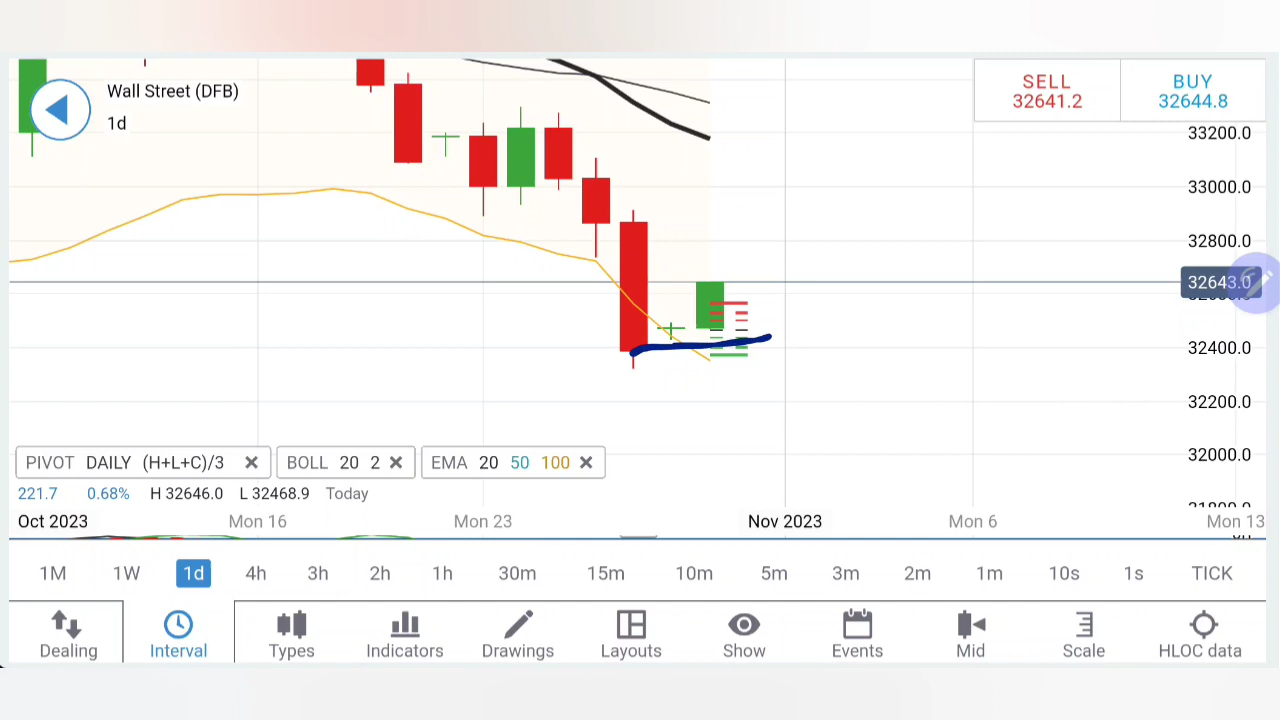 Wall Street (DFB)
1d
SELL
32641.2
BUY
32644.8
33200.0
33000.0
32800.0
32643.0
32400.0
32200.0
32000.0
PIVOT DAILY (H+L+C)/3 ✕
BOLL 20 2 ✕
EMA 20 50 100 ✕
221.7 0.68% H 32646.0 L 32468.9 Today
Oct 2023 Mon 16 Mon 23 Nov 2023 Mon 6 Mon 13
1M 1W 1d 4h 3h 2h 1h 30m 15m 10m 5m 3m 2m 1m 10s 1s TICK
Dealing Interval Types Indicators Drawings Layouts Show Events Mid Scale HLOC data